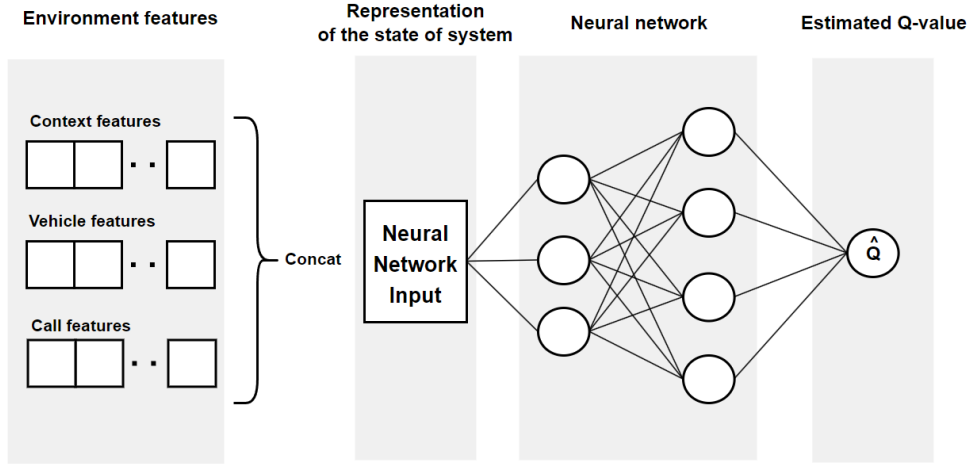 Environment features
Representation
of the state of system
Neural network
Estimated Q-value
Context features
Vehicle features
Call features
Concat
Neural
Network
Input
Q̂